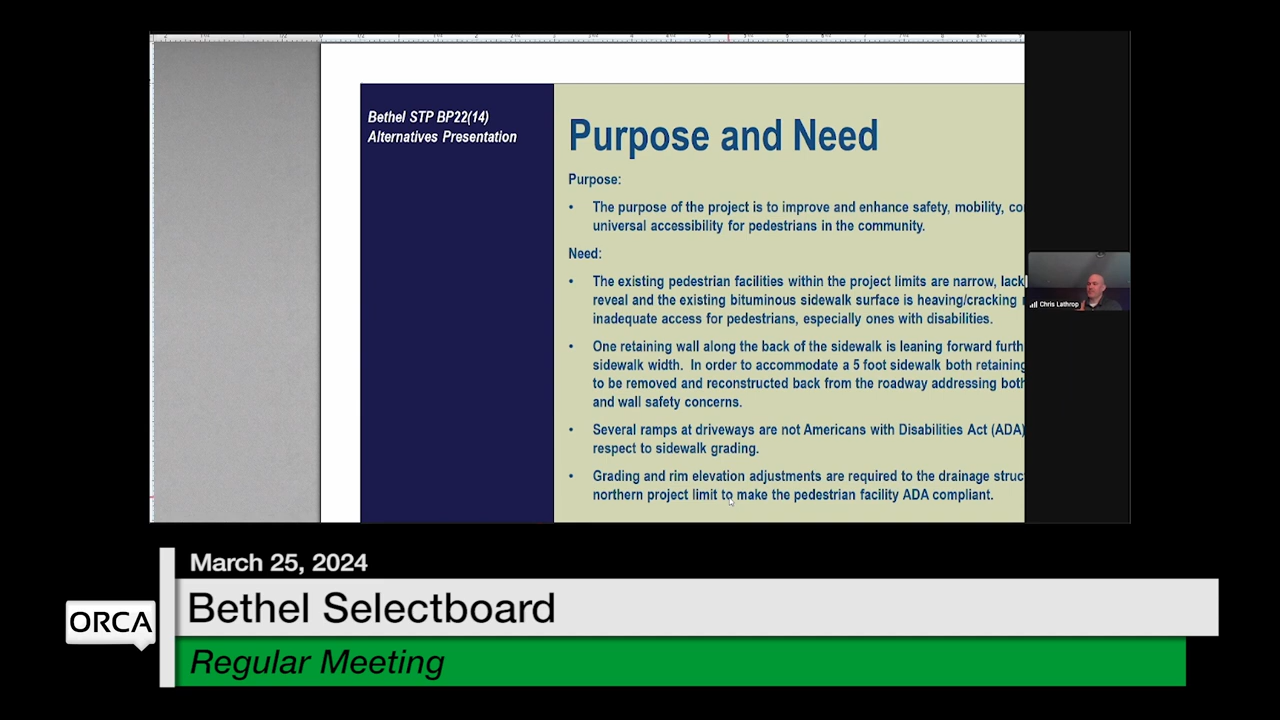 Bethel STP BP22(14)
Alternatives Presentation
Purpose and Need
Purpose:
• The purpose of the project is to improve and enhance safety, mobility,
universal accessibility for pedestrians in the community.
Need:
• The existing pedestrian facilities within the project limits are narrow, lack
reveal and the existing bituminous sidewalk surface is heaving/cracking
inadequate access for pedestrians, especially ones with disabilities.
• One retaining wall along the back of the sidewalk is leaning forward
sidewalk width. In order to accommodate a 5 foot sidewalk both retaining
to be removed and reconstructed back from the roadway addressing both
and wall safety concerns.
• Several ramps at driveways are not Americans with Disabilities Act (ADA)
respect to sidewalk grading.
• Grading and rim elevation adjustments are required to the drainage
northern project limit to make the pedestrian facility ADA compliant.
Chris Lathrop
March 25, 2024
Bethel Selectboard
ORCA
Regular Meeting